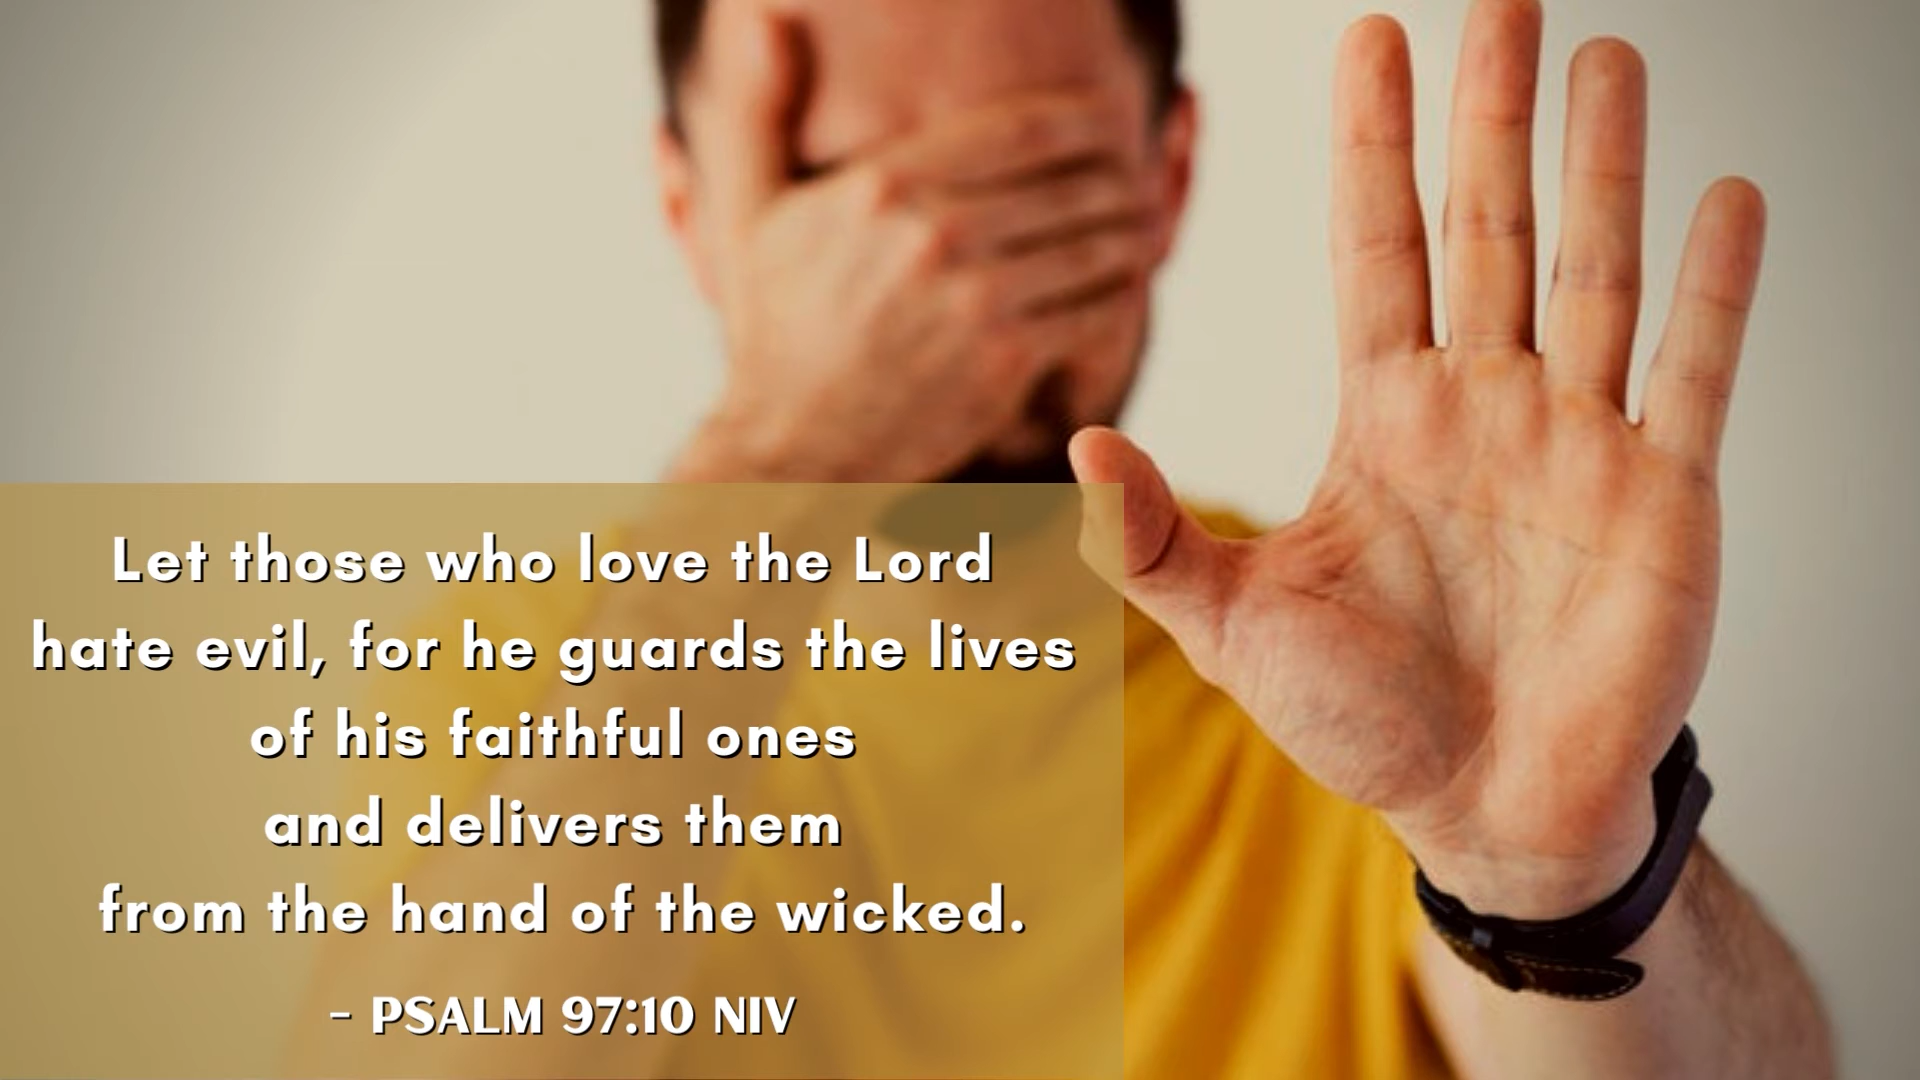 Let those who love the Lord
hate evil, for he guards the lives
of his faithful ones
and delivers them
from the hand of the wicked.
- PSALM 97:10 NIV